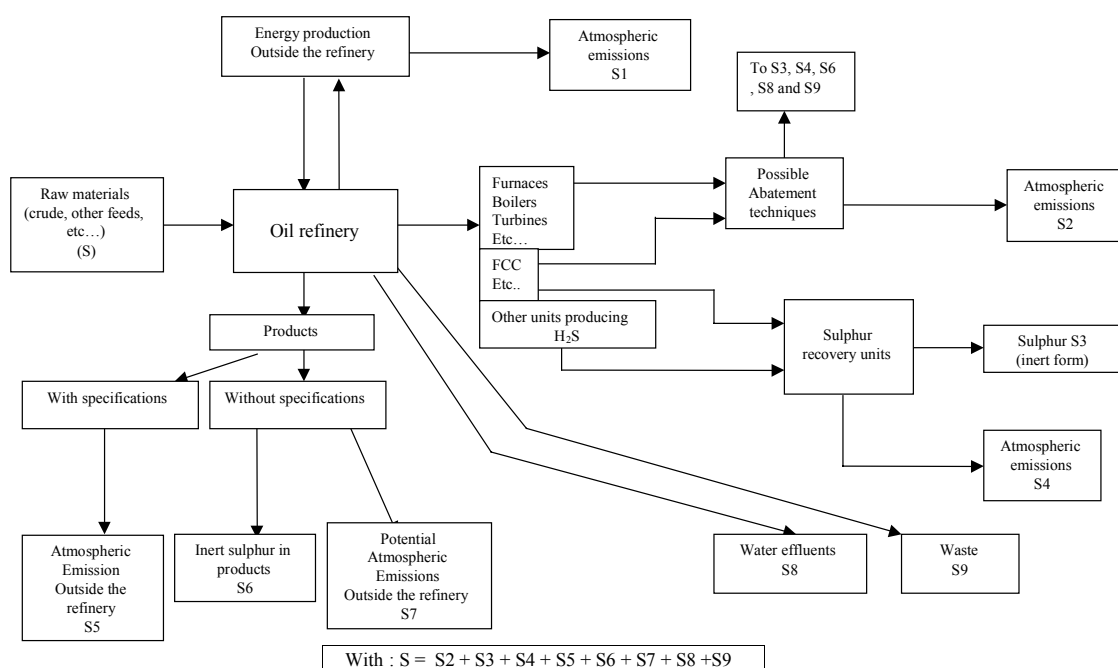 Energy production
Outside the refinery
Atmospheric
emissions
S1
To S3, S4, S6
, S8 and S9
Raw materials
(crude, other feeds,
etc…)
(S)
Oil refinery
Furnaces
Boilers
Turbines
Etc…
FCC
Etc..
Other units producing
H₂S
Possible
Abatement
techniques
Atmospheric
emissions
S2
Products
Sulphur
recovery units
Sulphur S3
(inert form)
With specifications
Without specifications
Atmospheric
emissions
S4
Atmospheric
Emission
Outside the
refinery
S5
Inert sulphur in
products
S6
Potential
Atmospheric
Emissions
Outside the refinery
S7
Water effluents
S8
Waste
S9
With : S = S2 + S3 + S4 + S5 + S6 + S7 + S8 +S9